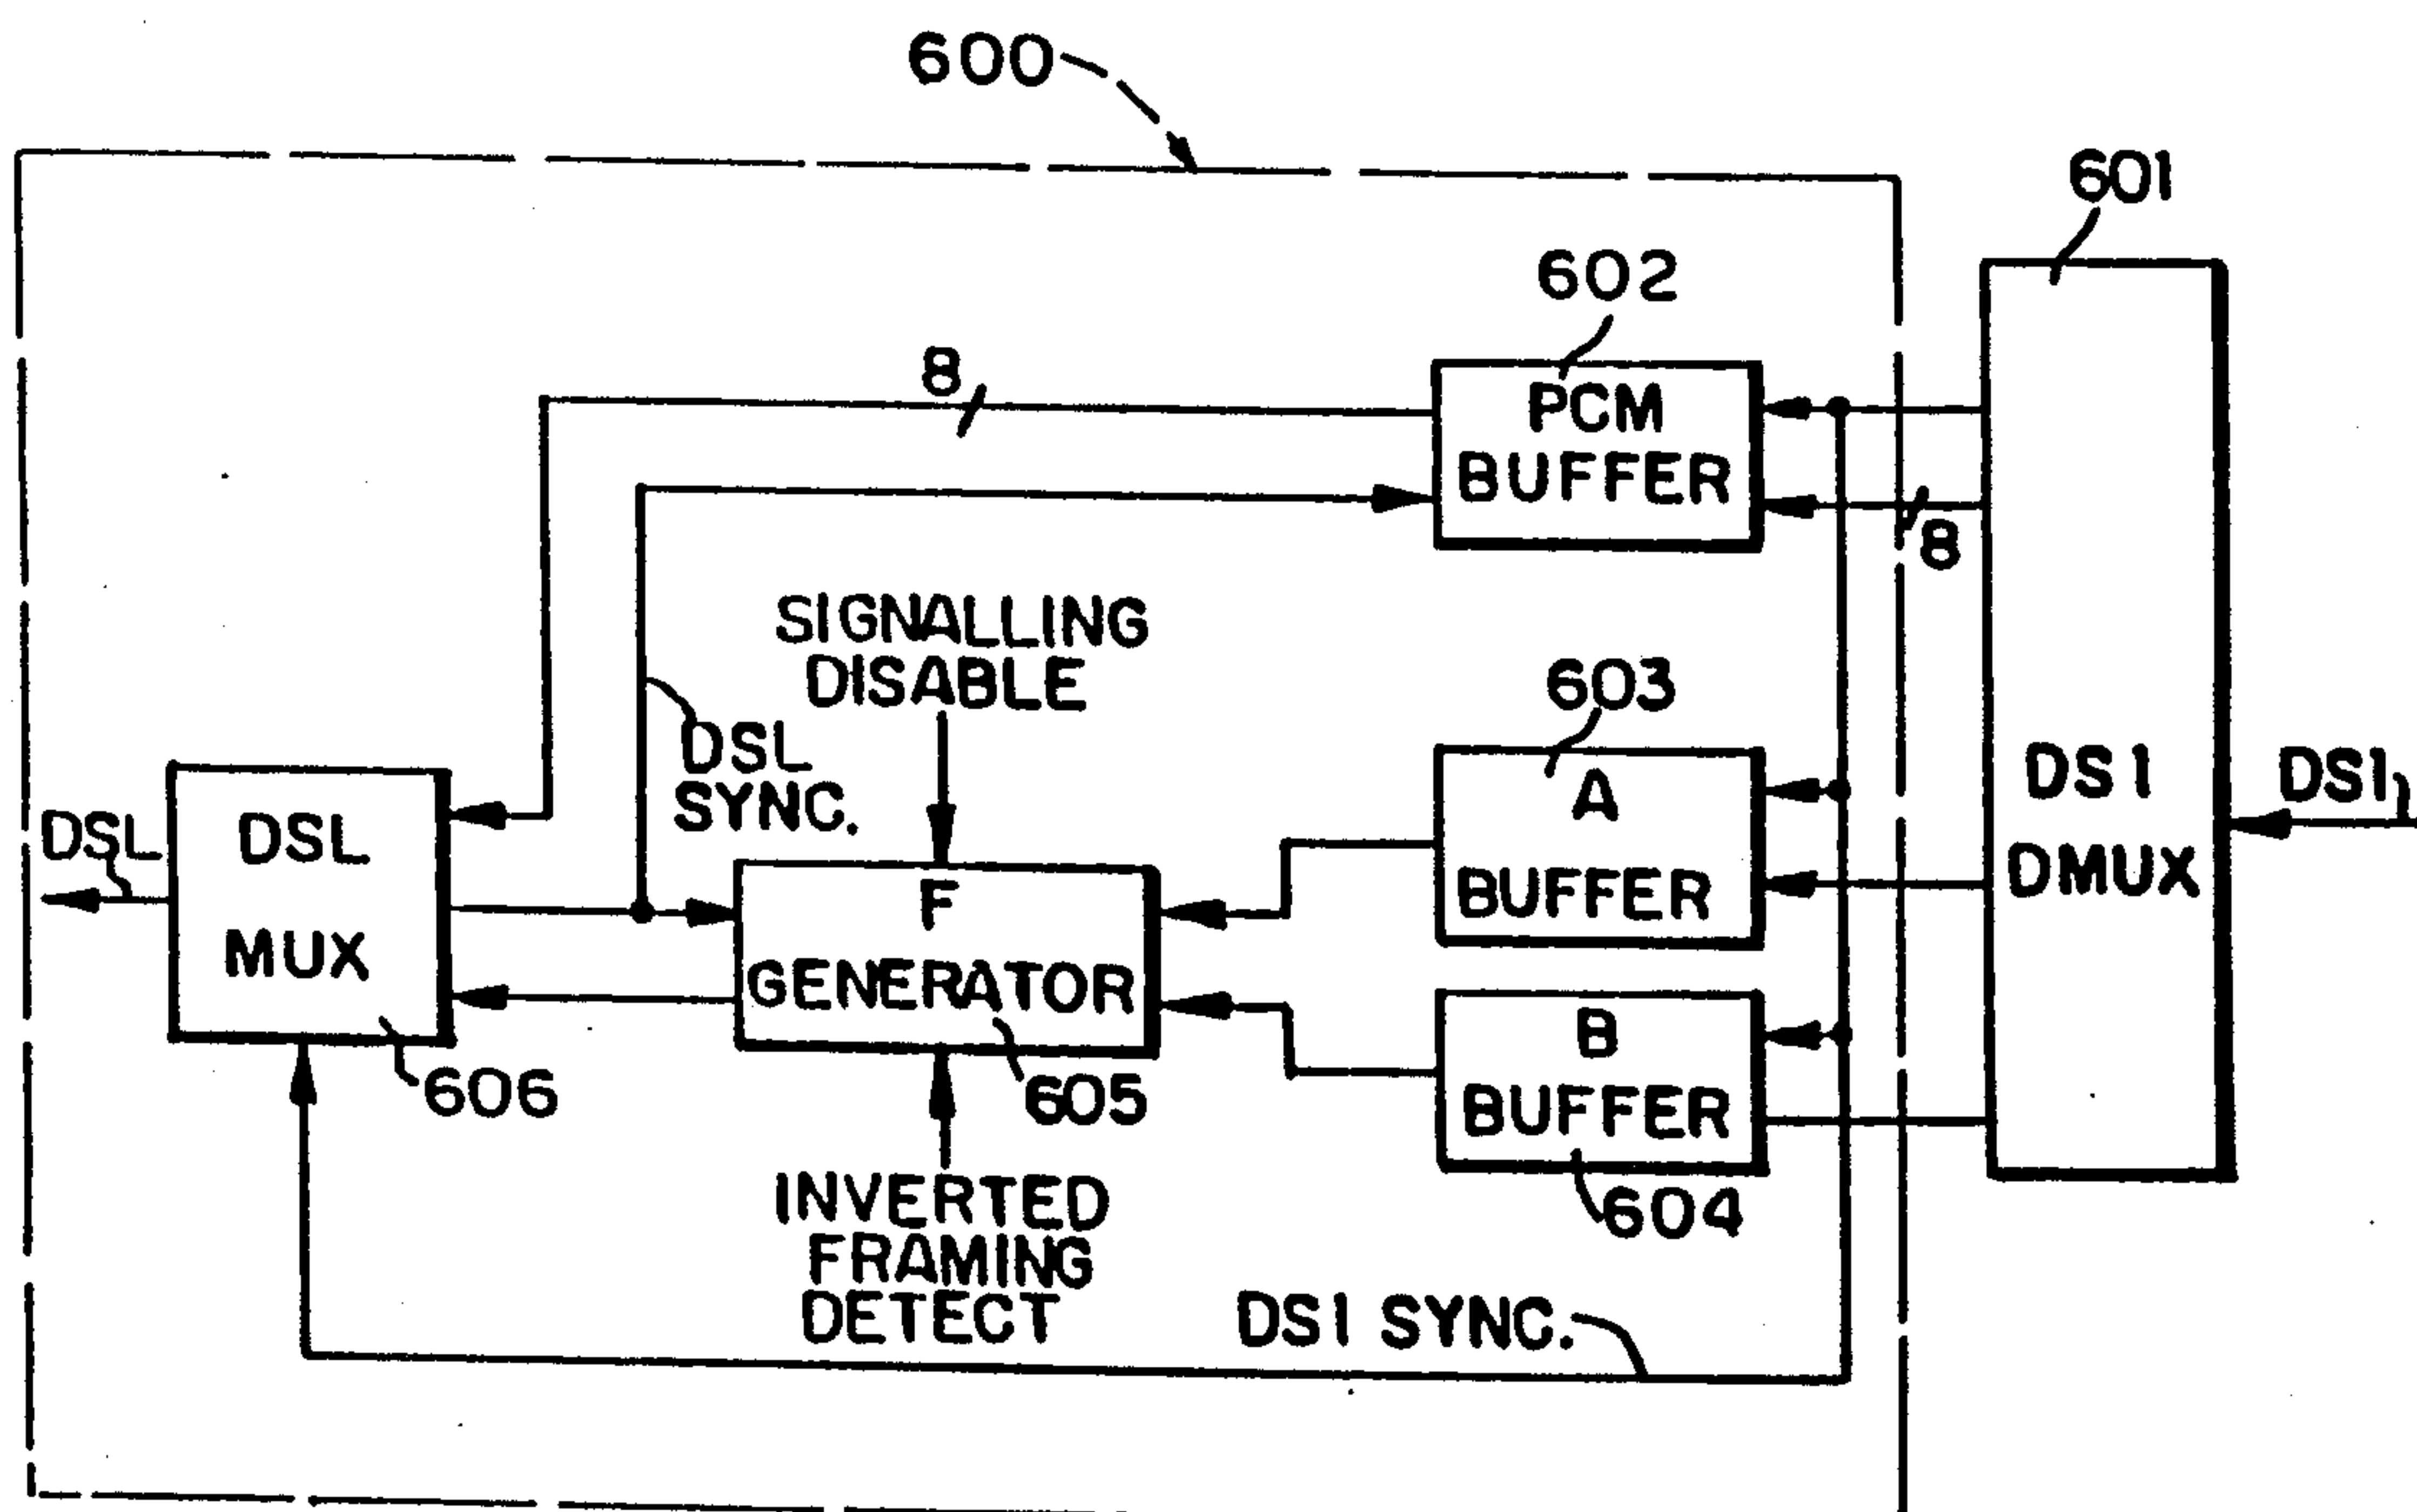 600
601
602
8
PCM
BUFFER
8
SIGNALLING
DISABLE
603
DSL
SYNC.
A
BUFFER
DS1
DMUX
DS1
DSL
DSL
MUX
F
GENERATOR
B
BUFFER
606
605
604
INVERTED
FRAMING
DETECT
DS1 SYNC.